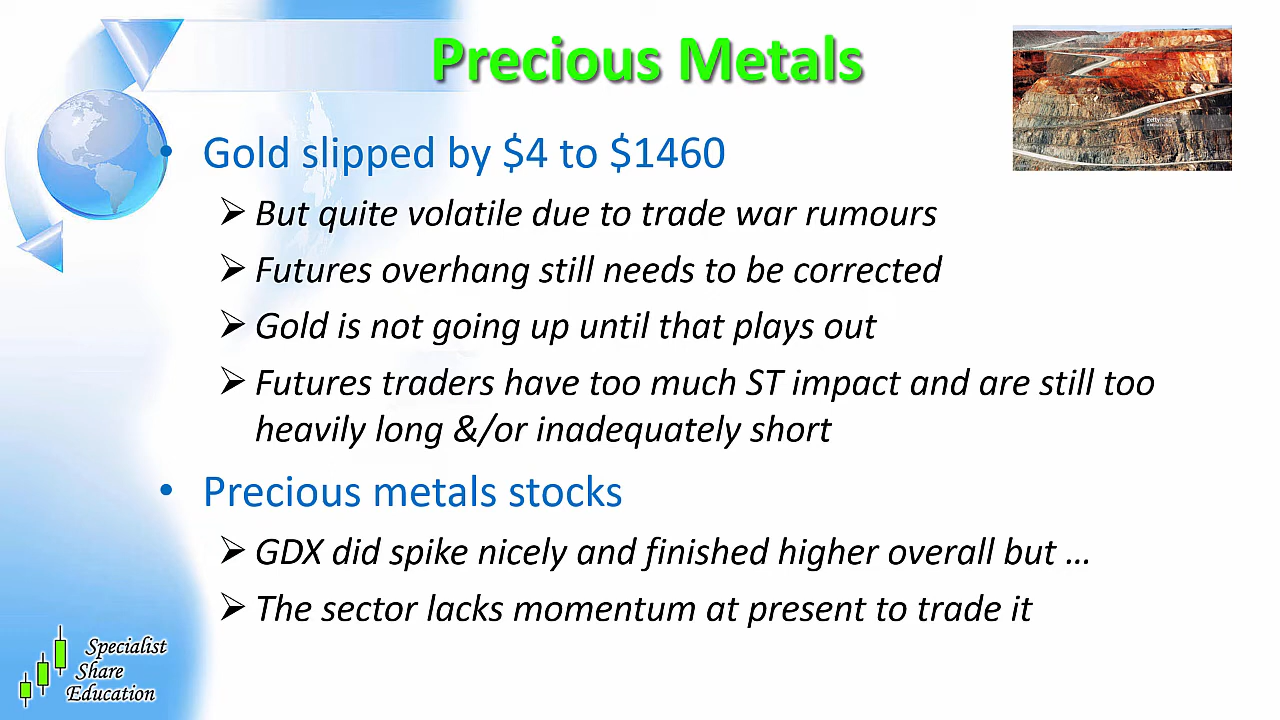 Precious Metals
• Gold slipped by $4 to $1460
➢ But quite volatile due to trade war rumours
➢ Futures overhang still needs to be corrected
➢ Gold is not going up until that plays out
➢ Futures traders have too much ST impact and are still too
heavily long &/or inadequately short
• Precious metals stocks
➢ GDX did spike nicely and finished higher overall but …
➢ The sector lacks momentum at present to trade it
Specialist
Share
Education